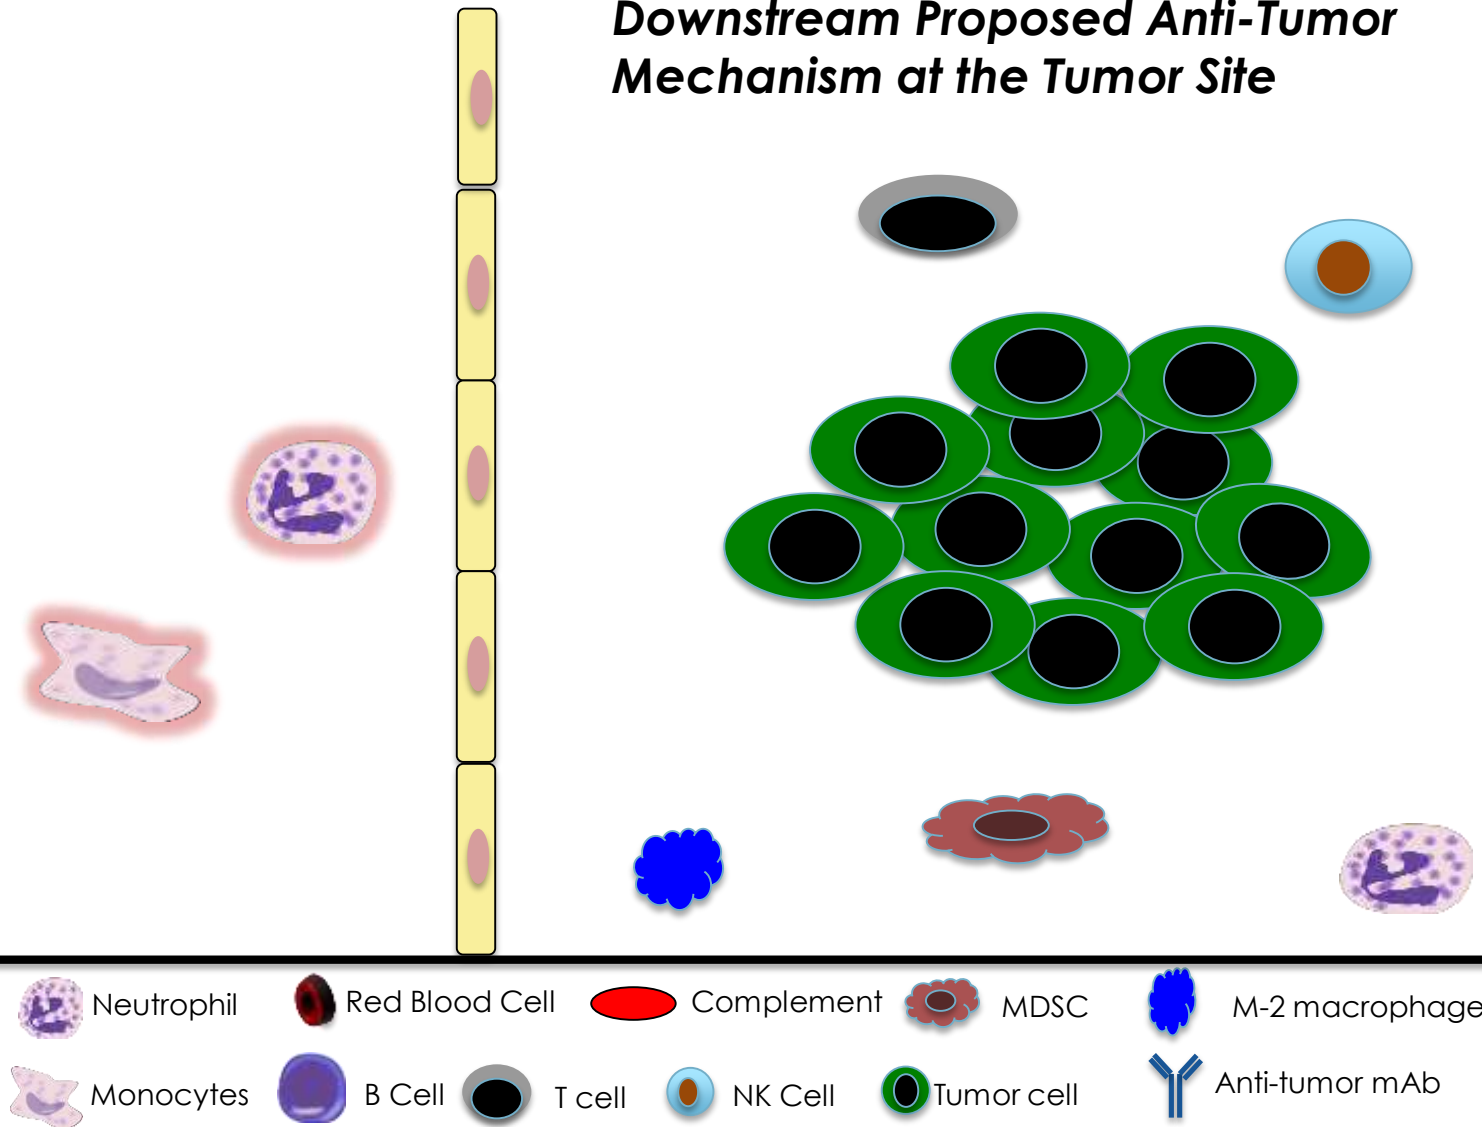 Downstream Proposed Anti-Tumor
Mechanism at the Tumor Site
Neutrophil
Red Blood Cell
Complement
MDSC
M-2 macrophage
Monocytes
B Cell
T cell
NK Cell
Tumor cell
Anti-tumor mAb